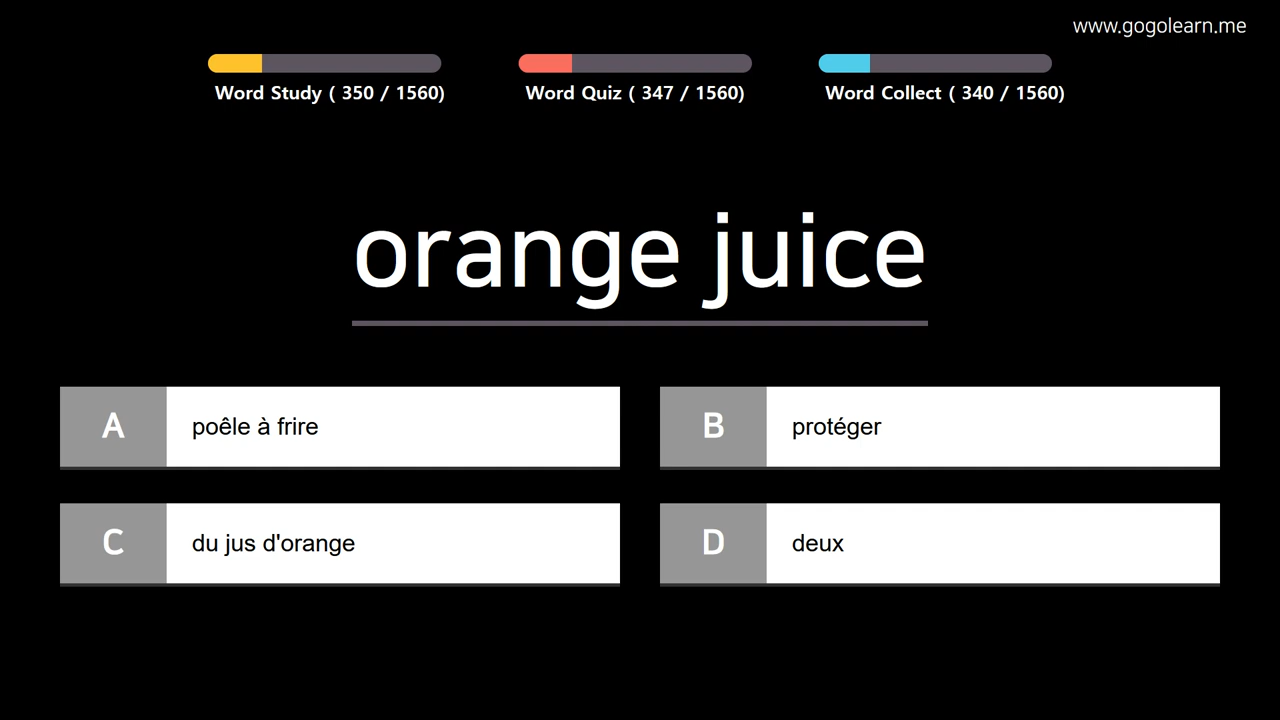 www.gogolearn.me
Word Study ( 350 / 1560)
Word Quiz ( 347 / 1560)
Word Collect ( 340 / 1560)
orange juice
A
poêle à frire
B
protéger
C
du jus d'orange
D
deux